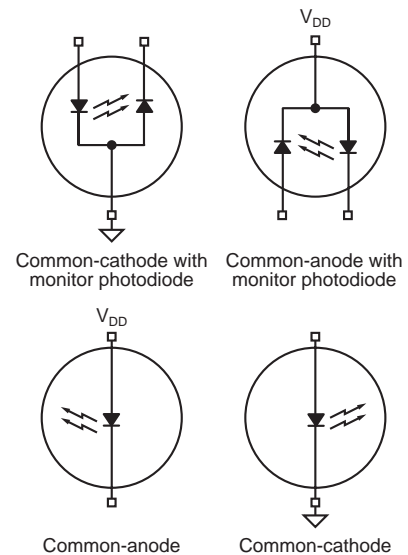 V_DD
Common-cathode with
monitor photodiode
Common-anode with
monitor photodiode
V_DD
Common-anode
Common-cathode